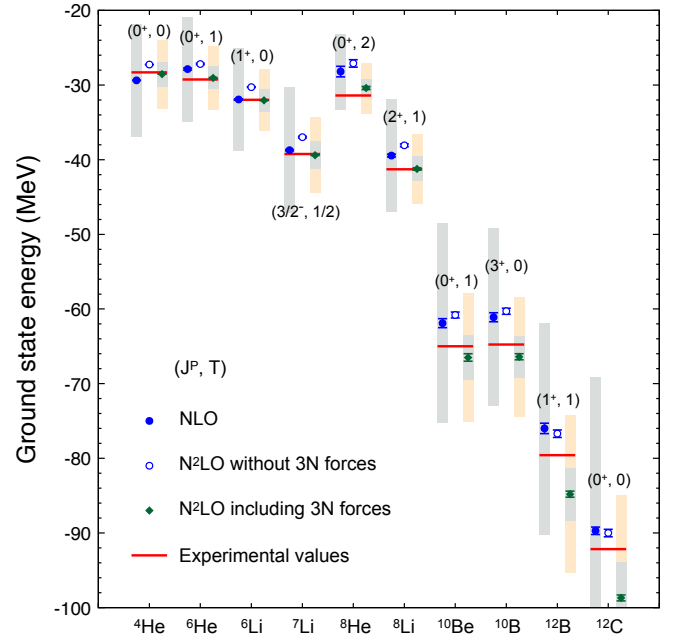 -20
-30
-40
-50
-60
-70
-80
-90
-100
Ground state energy (MeV)
(0⁺, 0)
(0⁺, 1)
(1⁺, 0)
(3/2⁻, 1/2)
(0⁺, 2)
(2⁺, 1)
(0⁺, 1)
(3⁺, 0)
(1⁺, 1)
(0⁺, 0)
(Jᴾ, T)
NLO
N²LO without 3N forces
N²LO including 3N forces
Experimental values
⁴He ⁶He ⁶Li ⁷Li ⁸He ⁸Li ¹⁰Be ¹⁰B ¹²B ¹²C